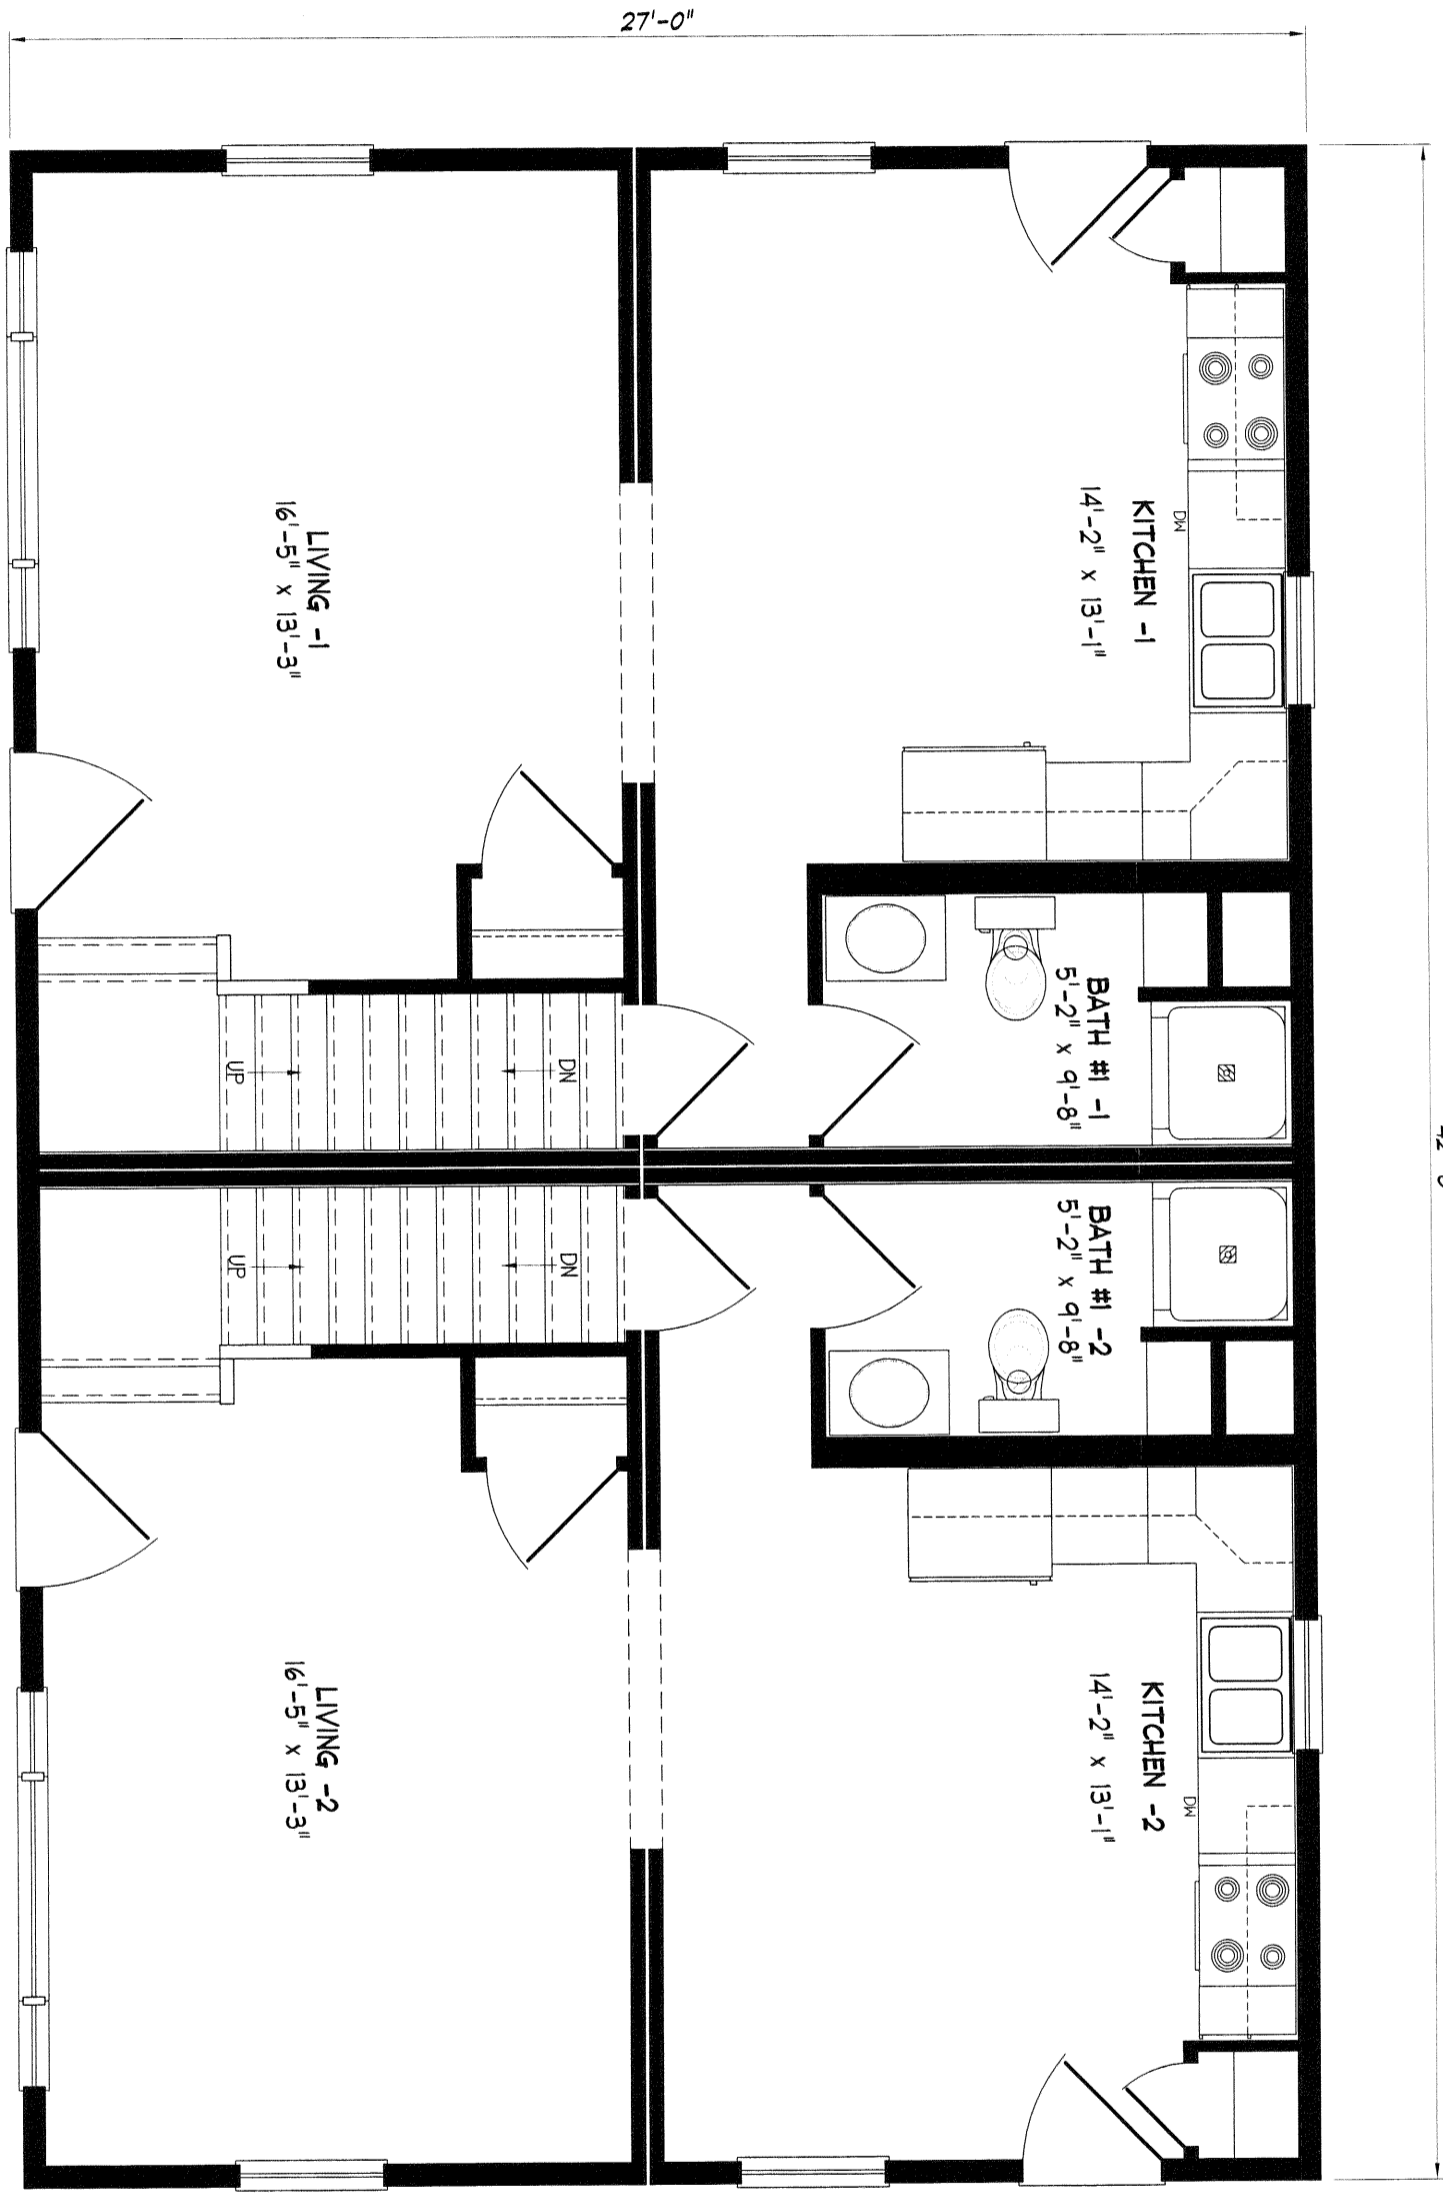 27'-0"
KITCHEN -1
14'-2" x 13'-1"
DW
LIVING -1
16'-5" x 13'-3"
BATH #1 -1
5'-2" x 9'-8"
UP
DN
BATH #1 -2
5'-2" x 9'-8"
UP
DN
KITCHEN -2
14'-2" x 13'-1"
DW
LIVING -2
16'-5" x 13'-3"